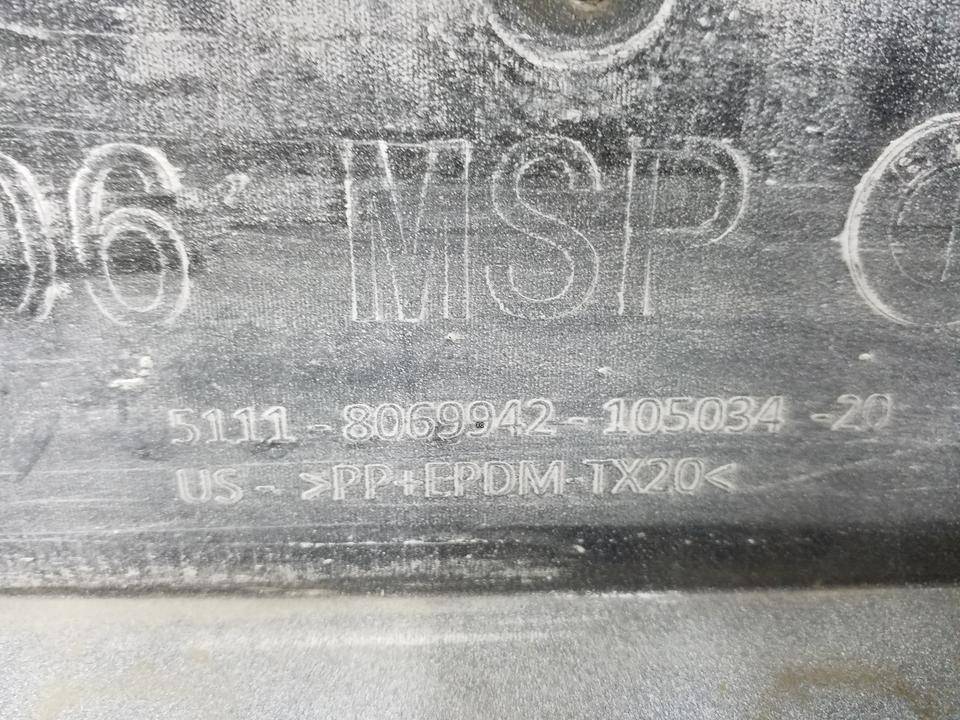 06 MSP
5111 - 8069942 - 105034 -20
US - >PP+EPDM-TX20<